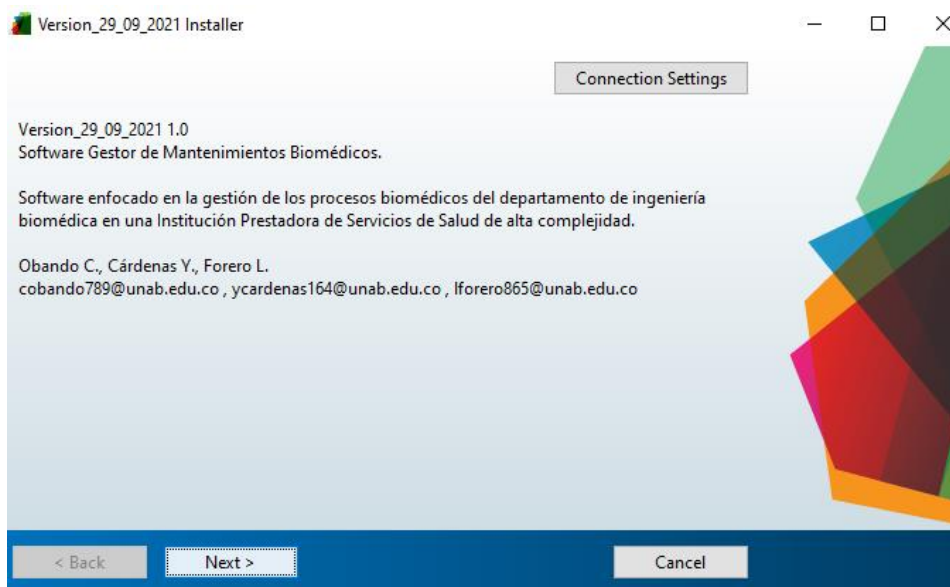 Version_29_09_2021 Installer
Connection Settings
Version_29_09_2021 1.0
Software Gestor de Mantenimientos Biomédicos.
Software enfocado en la gestión de los procesos biomédicos del departamento de ingeniería
biomédica en una Institución Prestadora de Servicios de Salud de alta complejidad.
Obando C., Cárdenas Y., Forero L.
cobando789@unab.edu.co , ycardenas164@unab.edu.co , lforero865@unab.edu.co
< Back
Next >
Cancel